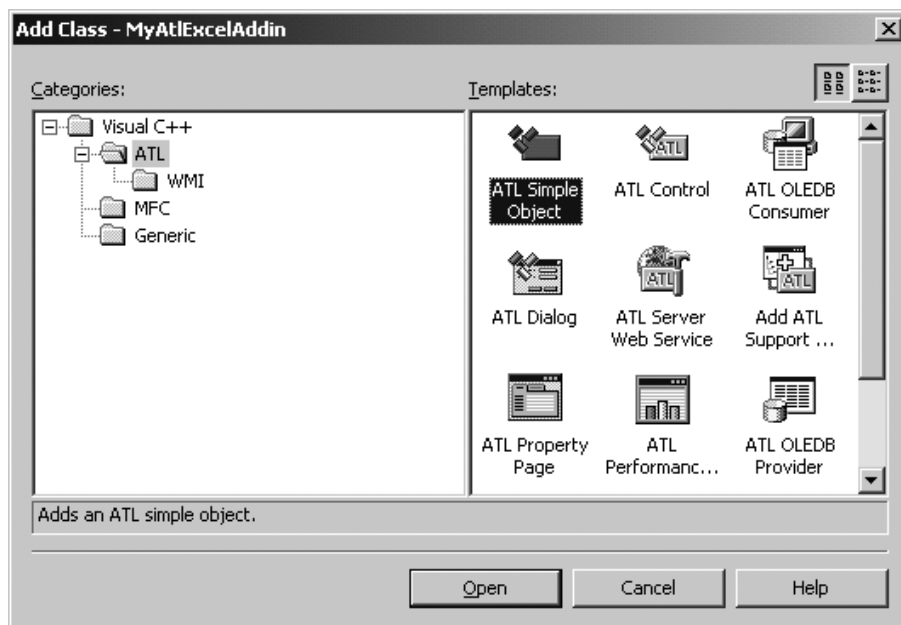 Add Class - MyAtlExcelAddin
Categories:
Templates:
Visual C++
ATL
WMI
MFC
Generic
ATL Simple
Object
ATL Control
ATL OLEDB
Consumer
ATL Dialog
ATL Server
Web Service
Add ATL
Support ...
ATL Property
Page
ATL
Performanc...
ATL OLEDB
Provider
Adds an ATL simple object.
Open
Cancel
Help